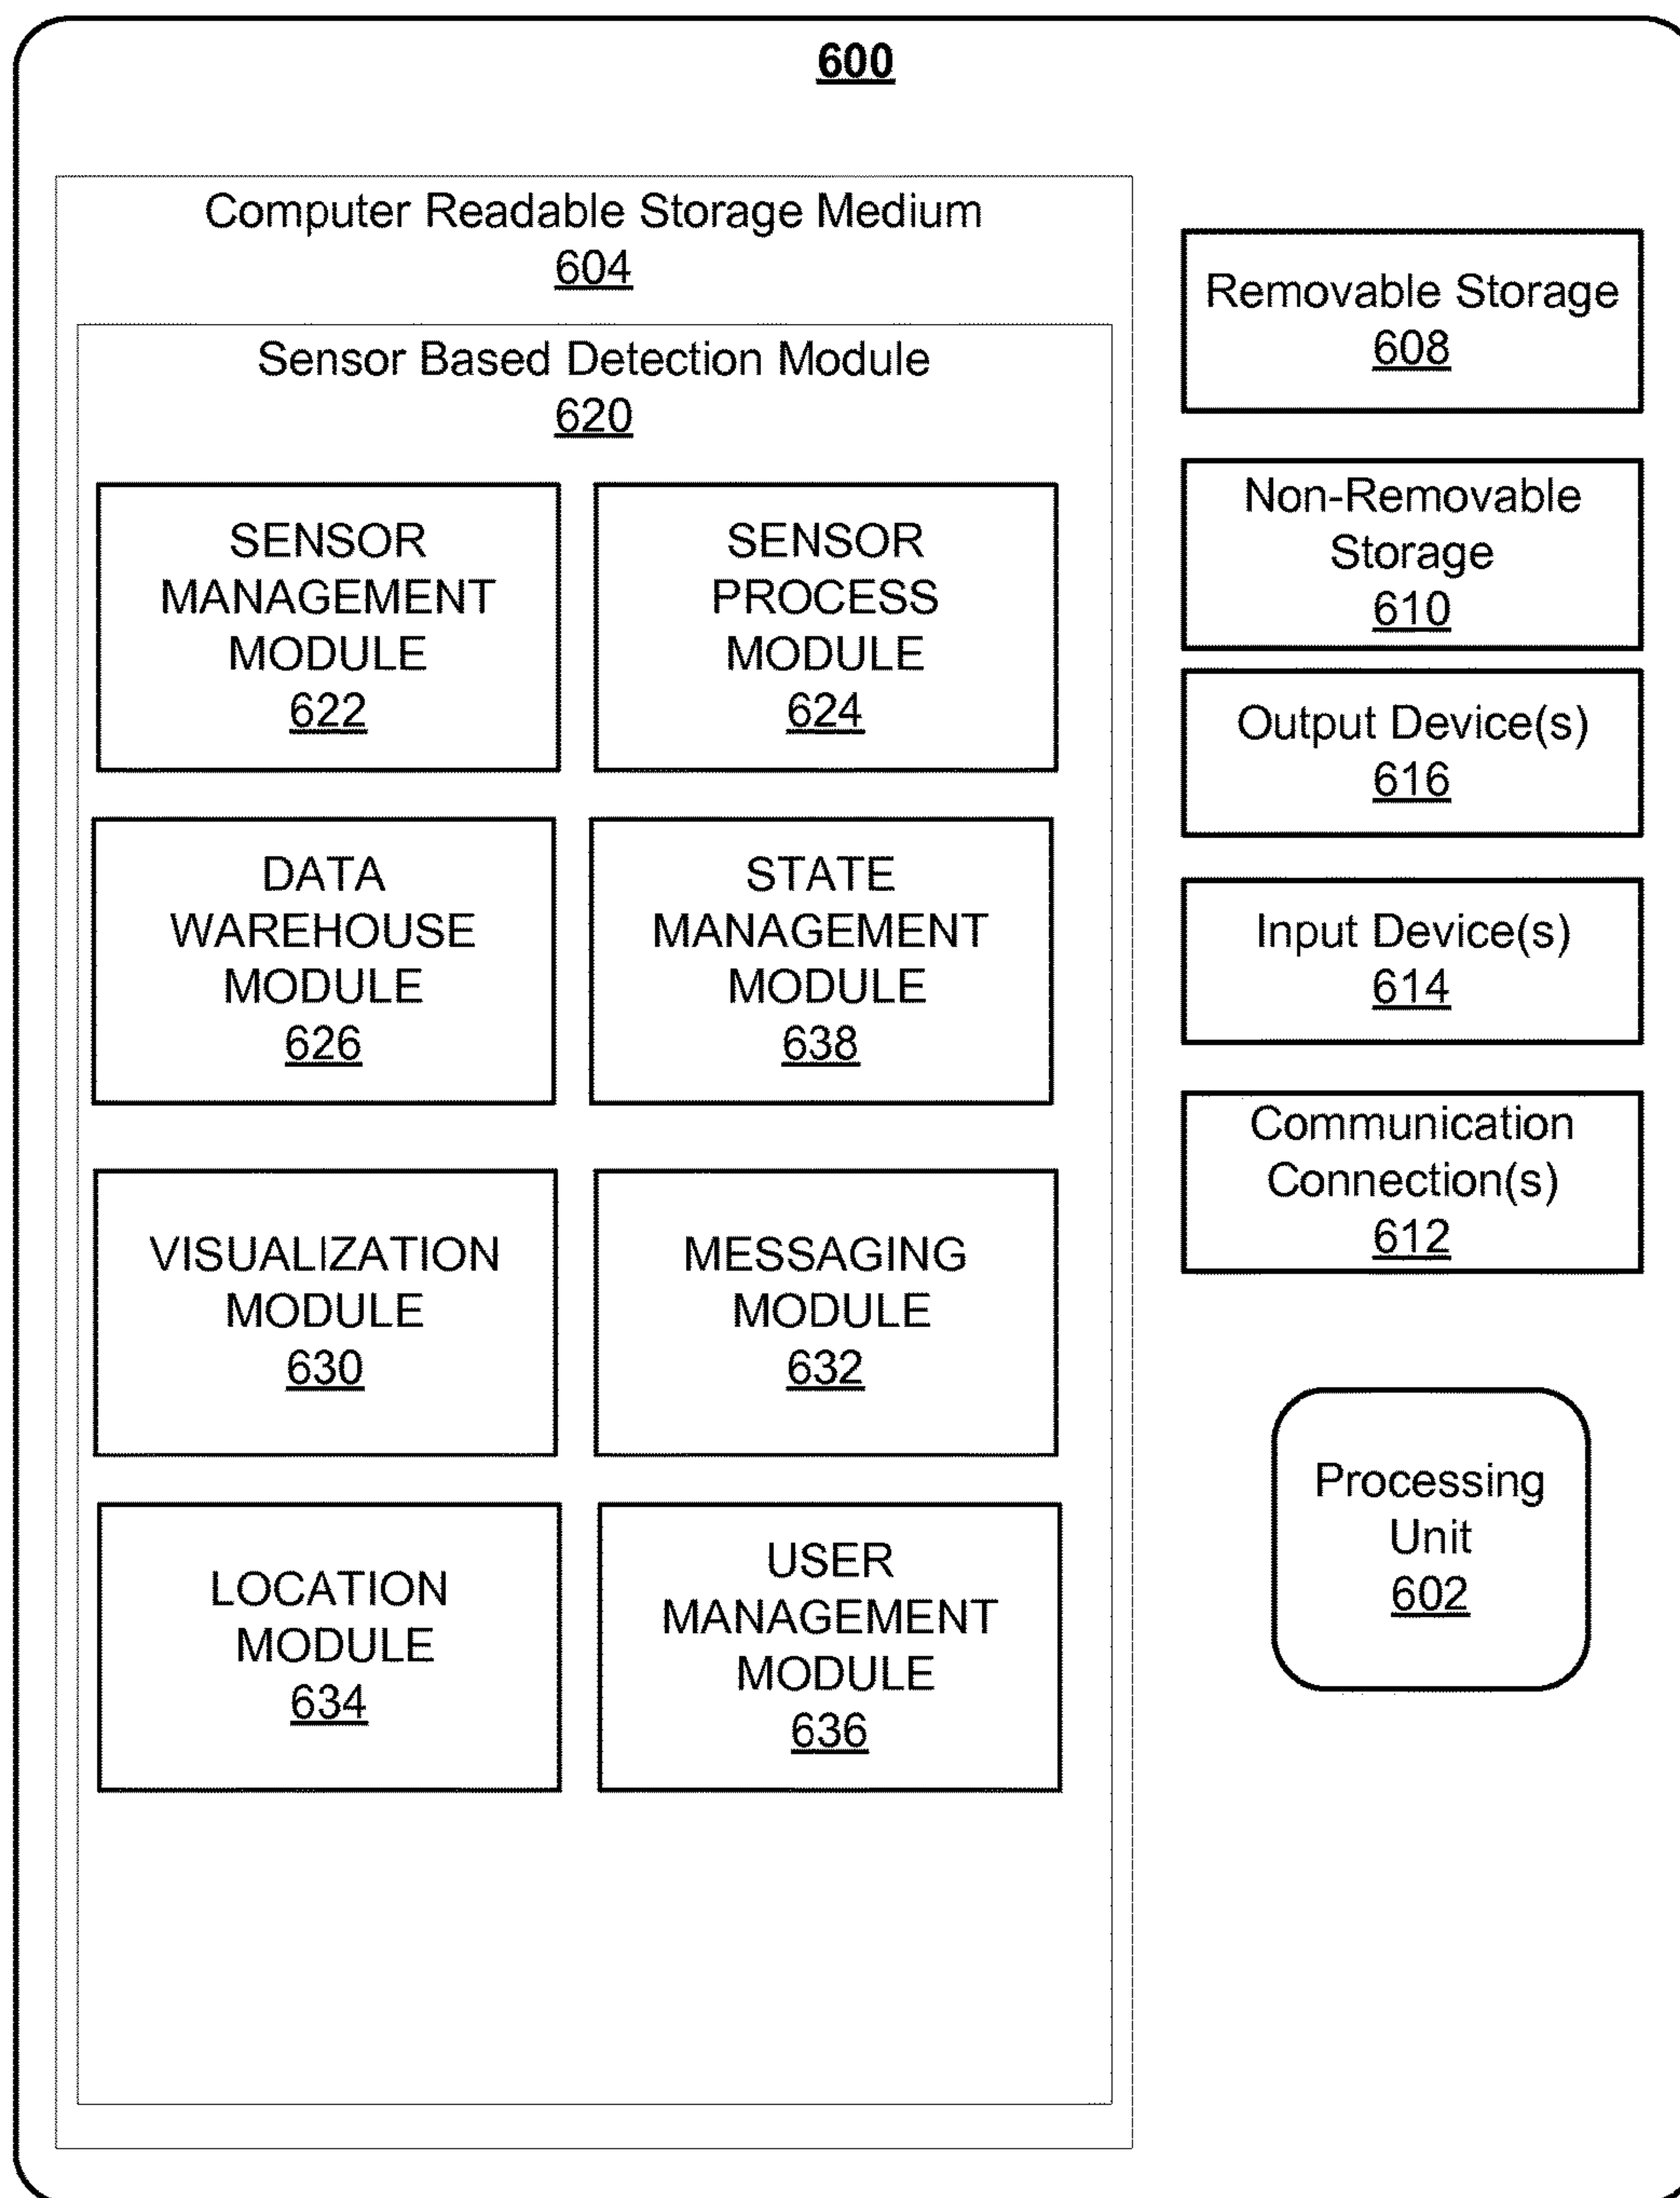 600
Computer Readable Storage Medium
604
Sensor Based Detection Module
620
SENSOR
MANAGEMENT
MODULE
622
SENSOR
PROCESS
MODULE
624
DATA
WAREHOUSE
MODULE
626
STATE
MANAGEMENT
MODULE
638
VISUALIZATION
MODULE
630
MESSAGING
MODULE
632
LOCATION
MODULE
634
USER
MANAGEMENT
MODULE
636
Removable Storage
608
Non-Removable
Storage
610
Output Device(s)
616
Input Device(s)
614
Communication
Connection(s)
612
Processing
Unit
602